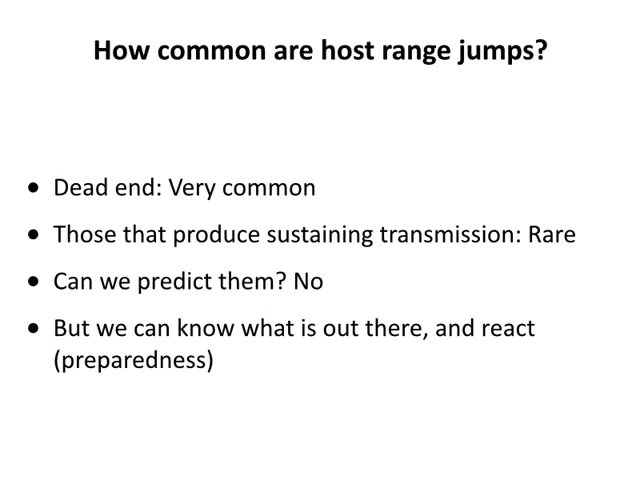 How common are host range jumps?
• Dead end: Very common
• Those that produce sustaining transmission: Rare
• Can we predict them? No
• But we can know what is out there, and react
(preparedness)